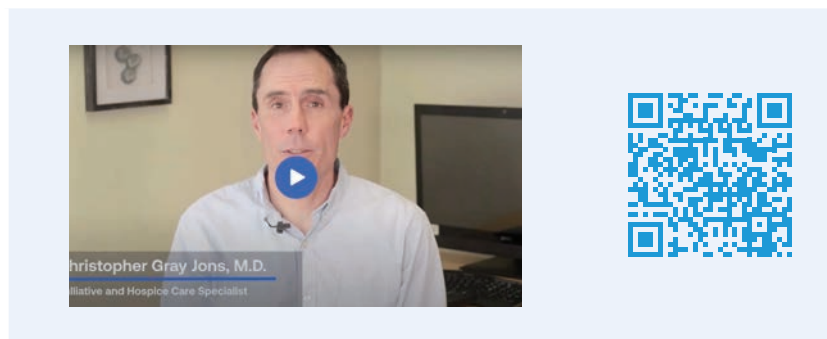 hristopher Gray Jons, M.D.
lliative and Hospice Care Specialist